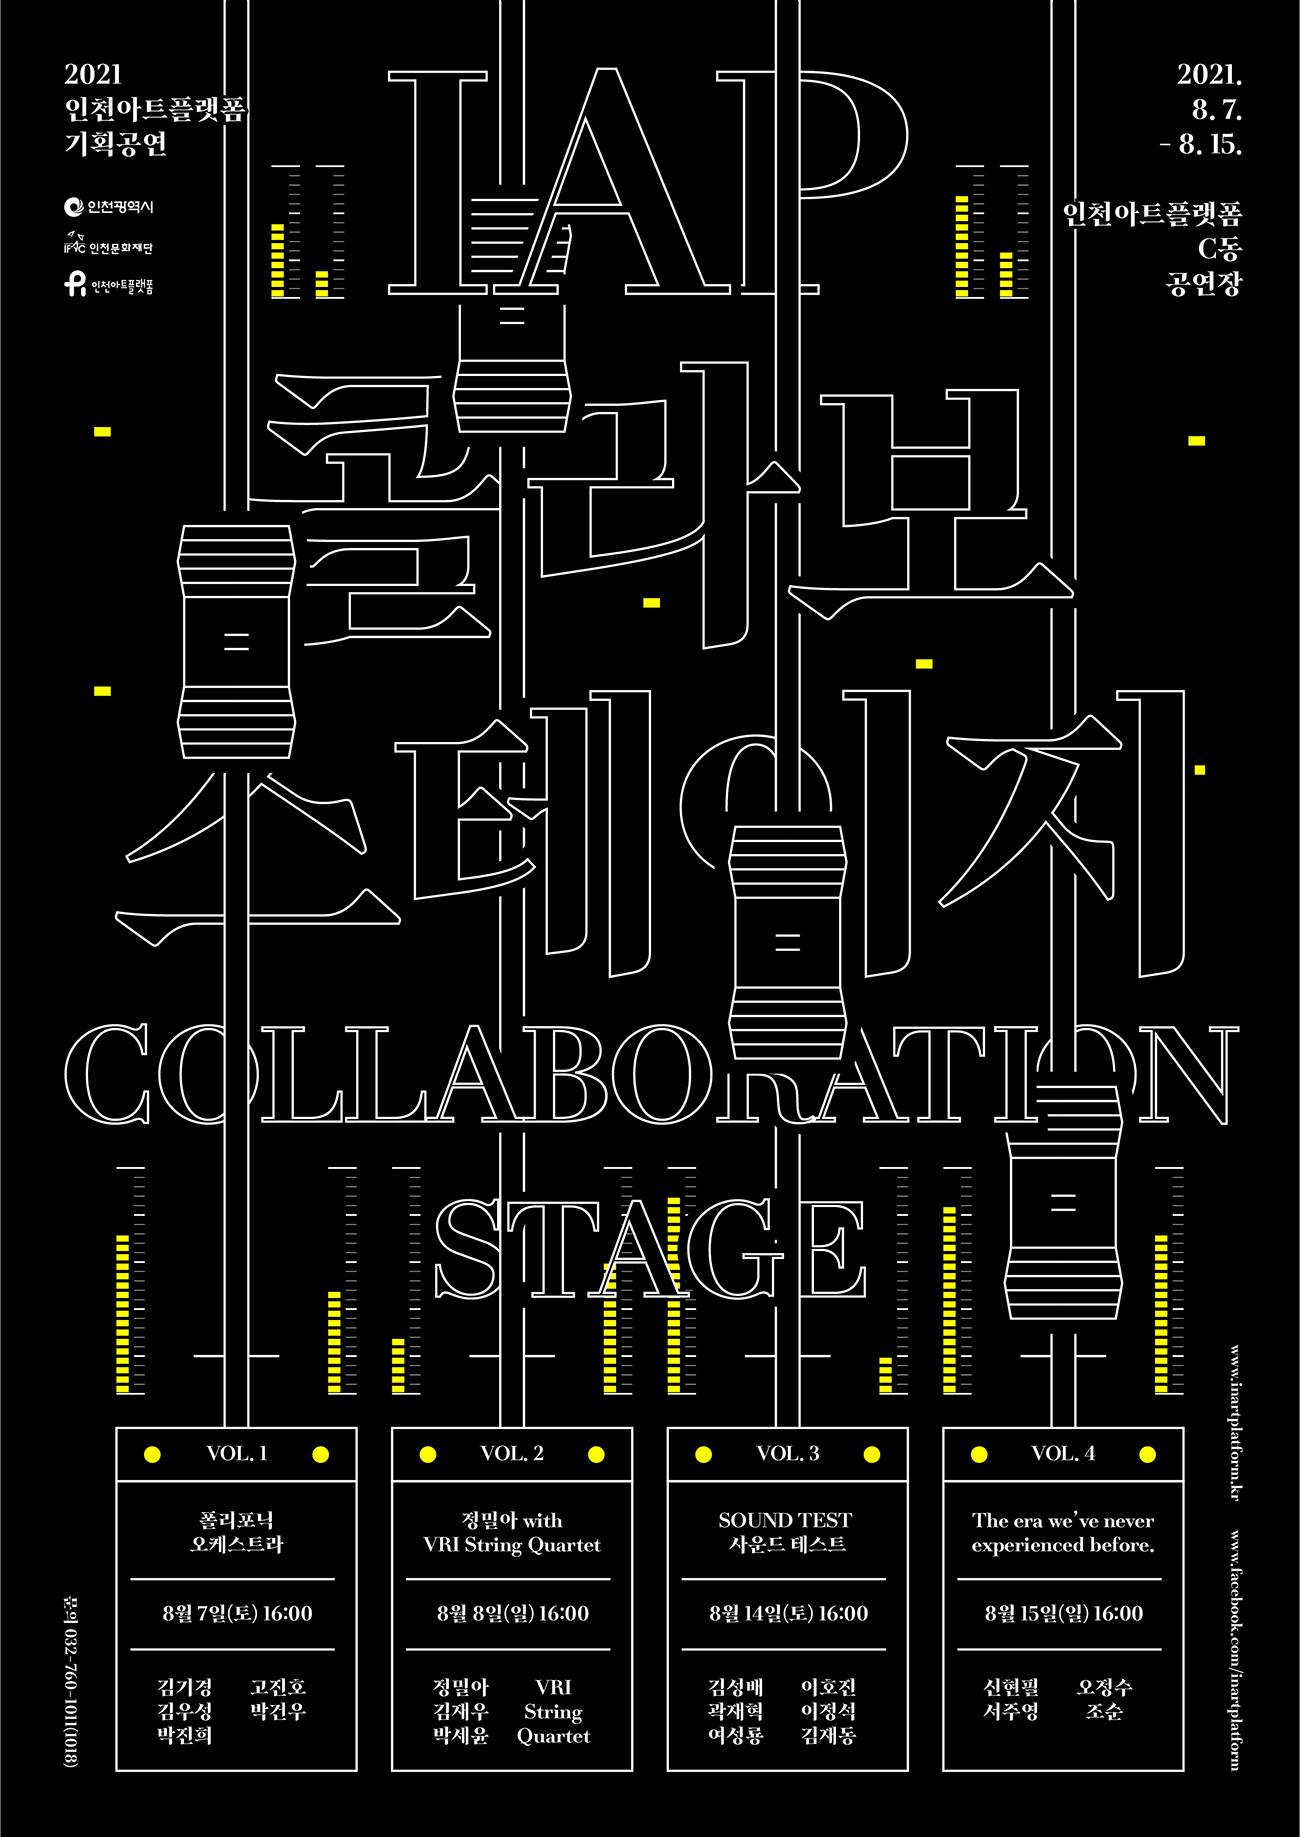 2021
인천아트플랫폼
기획공연
인천광역시
IFAC 인천문화재단
인천아트플랫폼
IAP
2021.
8. 7.
- 8. 15.
인천아트플랫폼
C동
공연장
콜라보
스테이지
COLLABORATION
STAGE
VOL. 1
폴리포닉
오케스트라
8월 7일(토) 16:00
김기경 고진호
김우성 박건우
박진희
VOL. 2
정밀아 with
VRI String Quartet
8월 8일(일) 16:00
정밀아 VRI
김재우 String
박세윤 Quartet
VOL. 3
SOUND TEST
사운드 테스트
8월 14일(토) 16:00
김성배 이호진
곽재혁 이정석
여성룡 김재동
VOL. 4
The era we've never
experienced before.
8월 15일(일) 16:00
신현필 오정수
서주영 조순
문의 032-760-1011(1018)
www.inartplatform.kr www.facebook.com/inartplatform